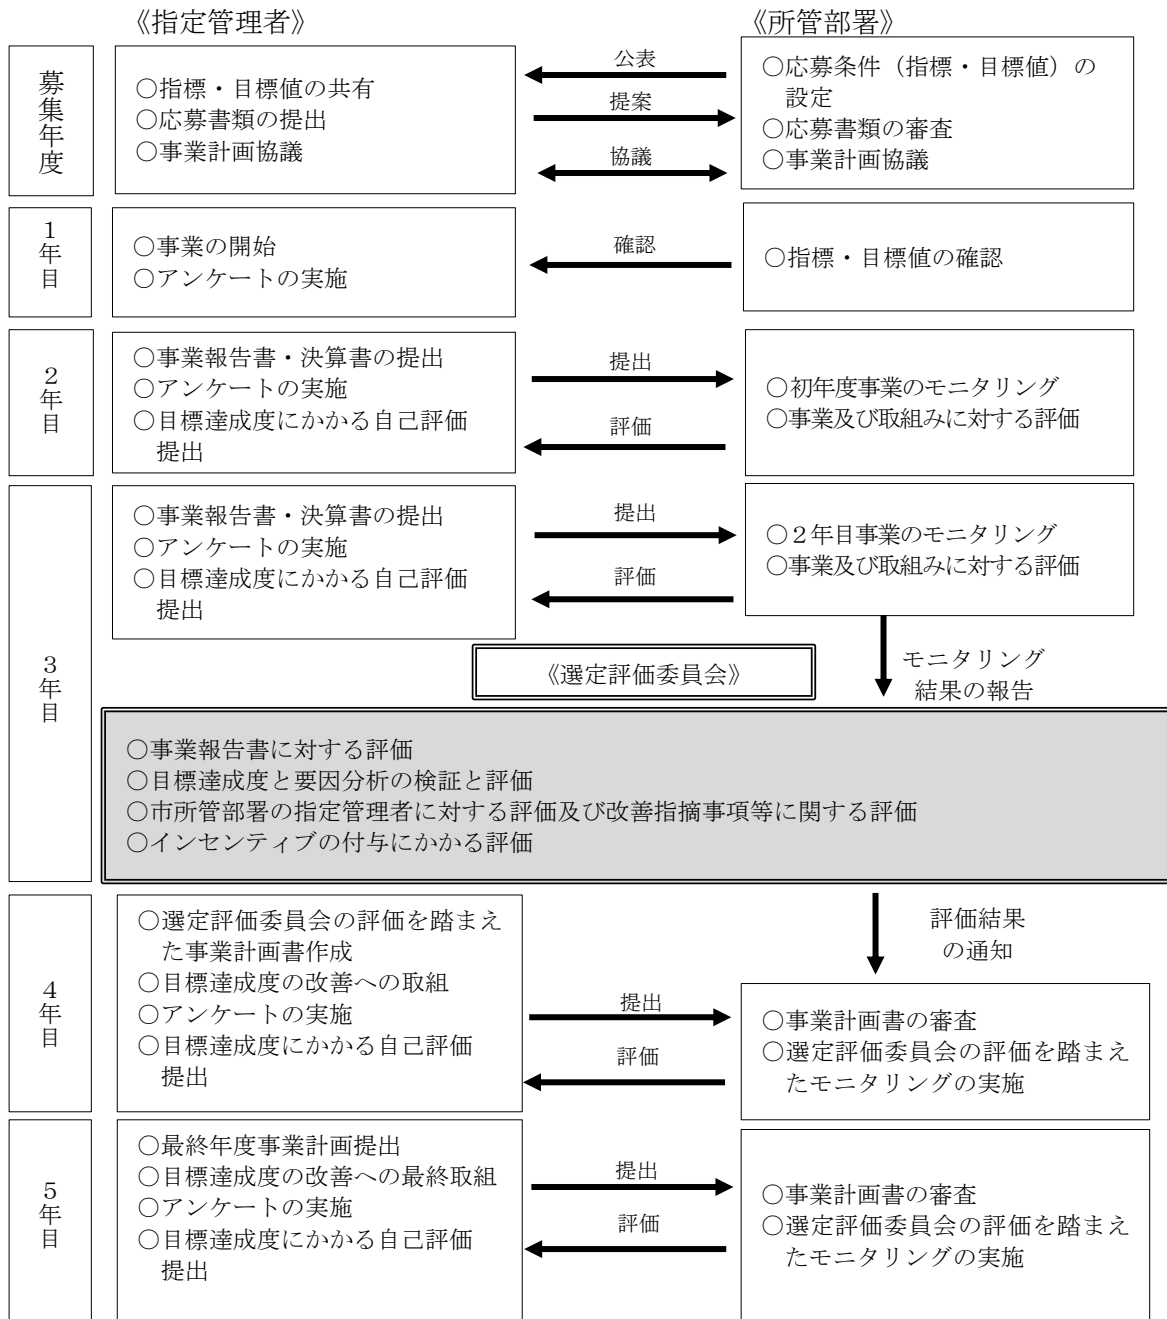 《指定管理者》
《所管部署》
募集年度
○指標・目標値の共有
○応募書類の提出
○事業計画協議
公表
提案
協議
○応募条件（指標・目標値）の
設定
○応募書類の審査
○事業計画協議
1年目
○事業の開始
○アンケートの実施
確認
○指標・目標値の確認
2年目
○事業報告書・決算書の提出
○アンケートの実施
○目標達成度にかかる自己評価
提出
提出
評価
○初年度事業のモニタリング
○事業及び取組みに対する評価
3年目
○事業報告書・決算書の提出
○アンケートの実施
○目標達成度にかかる自己評価
提出
提出
評価
○２年目事業のモニタリング
○事業及び取組みに対する評価
《選定評価委員会》
モニタリング
結果の報告
○事業報告書に対する評価
○目標達成度と要因分析の検証と評価
○市所管部署の指定管理者に対する評価及び改善指摘事項等に関する評価
○インセンティブの付与にかかる評価
4年目
○選定評価委員会の評価を踏まえ
た事業計画書作成
○目標達成度の改善への取組
○アンケートの実施
○目標達成度にかかる自己評価
提出
評価結果
の通知
提出
評価
○事業計画書の審査
○選定評価委員会の評価を踏まえ
たモニタリングの実施
5年目
○最終年度事業計画提出
○目標達成度の改善への最終取組
○アンケートの実施
○目標達成度にかかる自己評価
提出
提出
評価
○事業計画書の審査
○選定評価委員会の評価を踏まえ
たモニタリングの実施